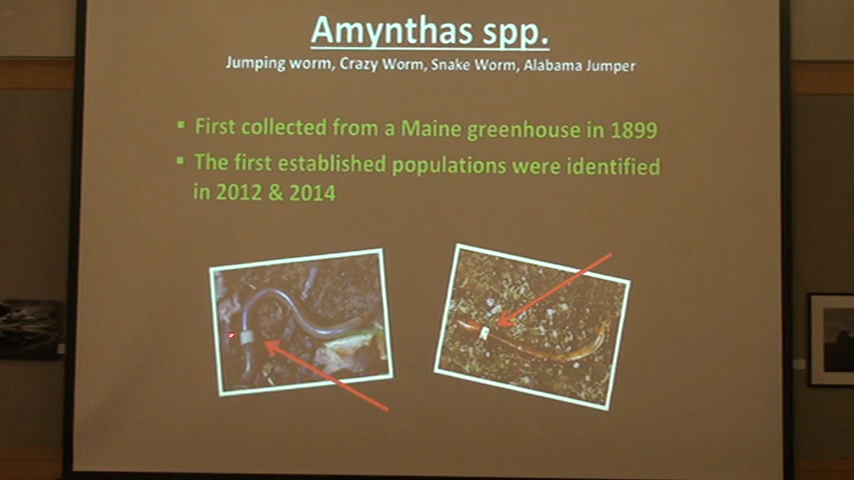 Amynthas spp.
Jumping worm, Crazy Worm, Snake Worm, Alabama Jumper
▪ First collected from a Maine greenhouse in 1899
▪ The first established populations were identified
in 2012 & 2014